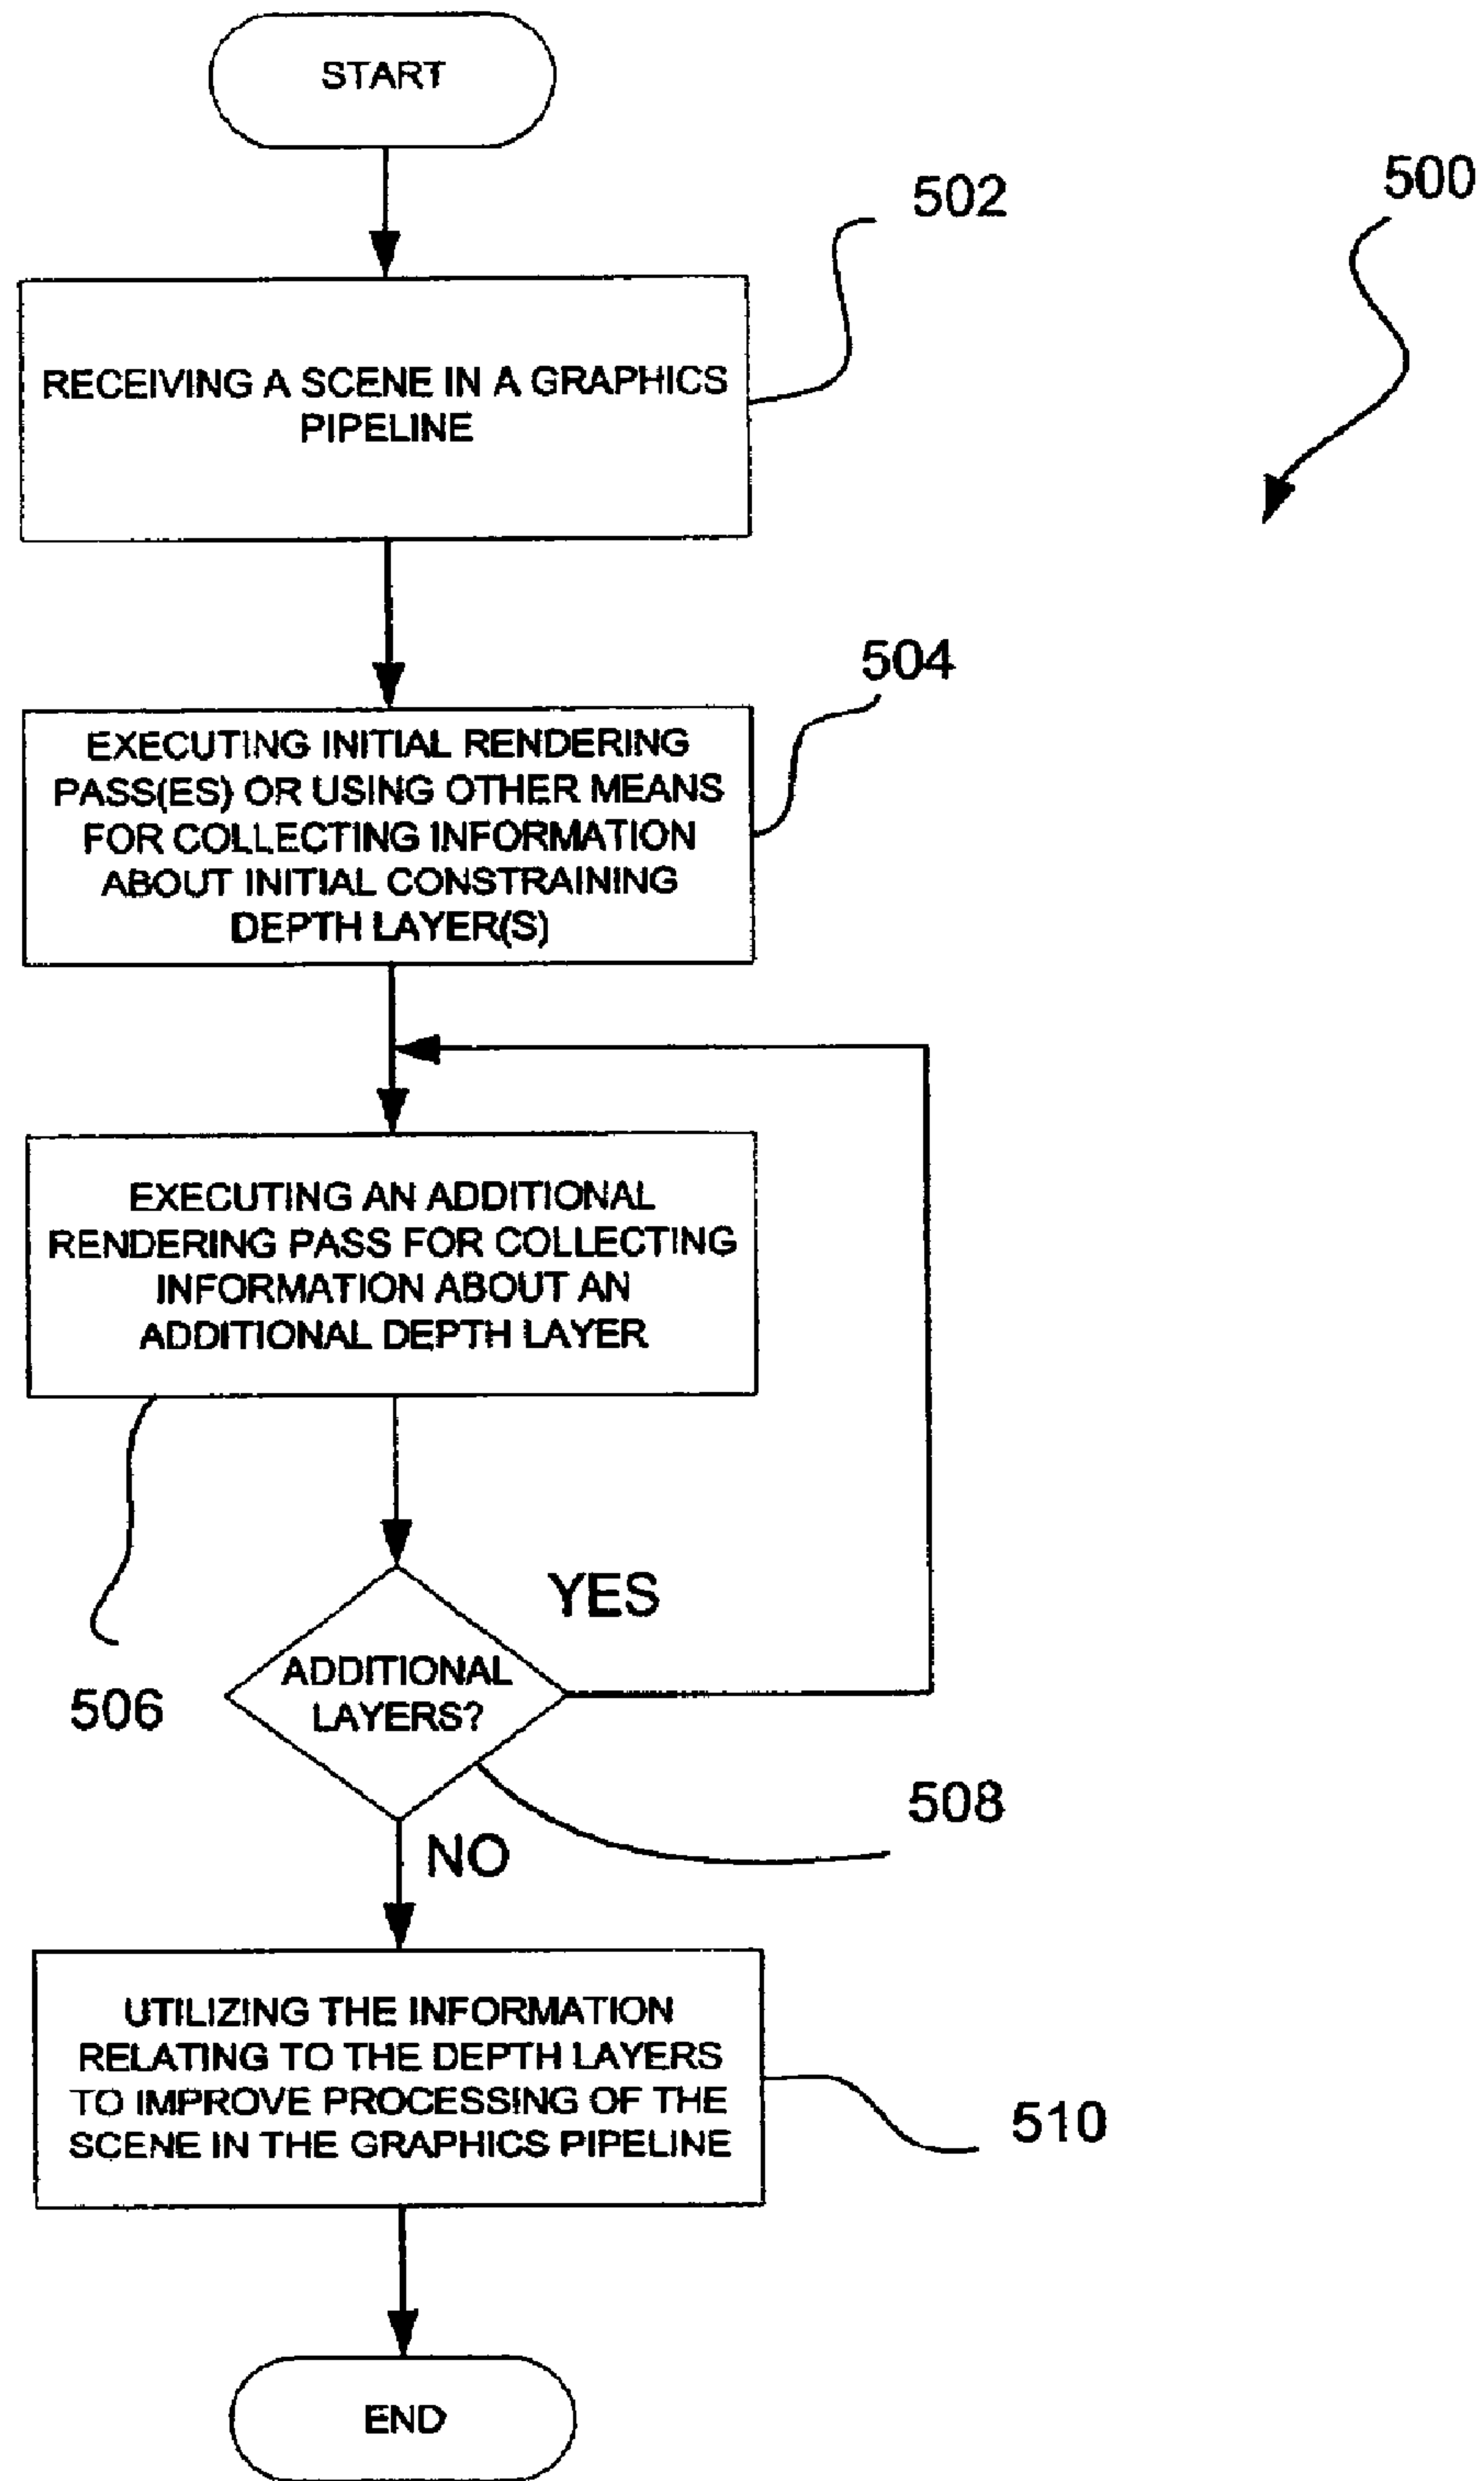 START
502
500
RECEIVING A SCENE IN A GRAPHICS
PIPELINE
504
EXECUTING INITIAL RENDERING
PASS(ES) OR USING OTHER MEANS
FOR COLLECTING INFORMATION
ABOUT INITIAL CONSTRAINING
DEPTH LAYER(S)
EXECUTING AN ADDITIONAL
RENDERING PASS FOR COLLECTING
INFORMATION ABOUT AN
ADDITIONAL DEPTH LAYER
506
YES
ADDITIONAL
LAYERS?
508
NO
UTILIZING THE INFORMATION
RELATING TO THE DEPTH LAYERS
TO IMPROVE PROCESSING OF THE
SCENE IN THE GRAPHICS PIPELINE
510
END